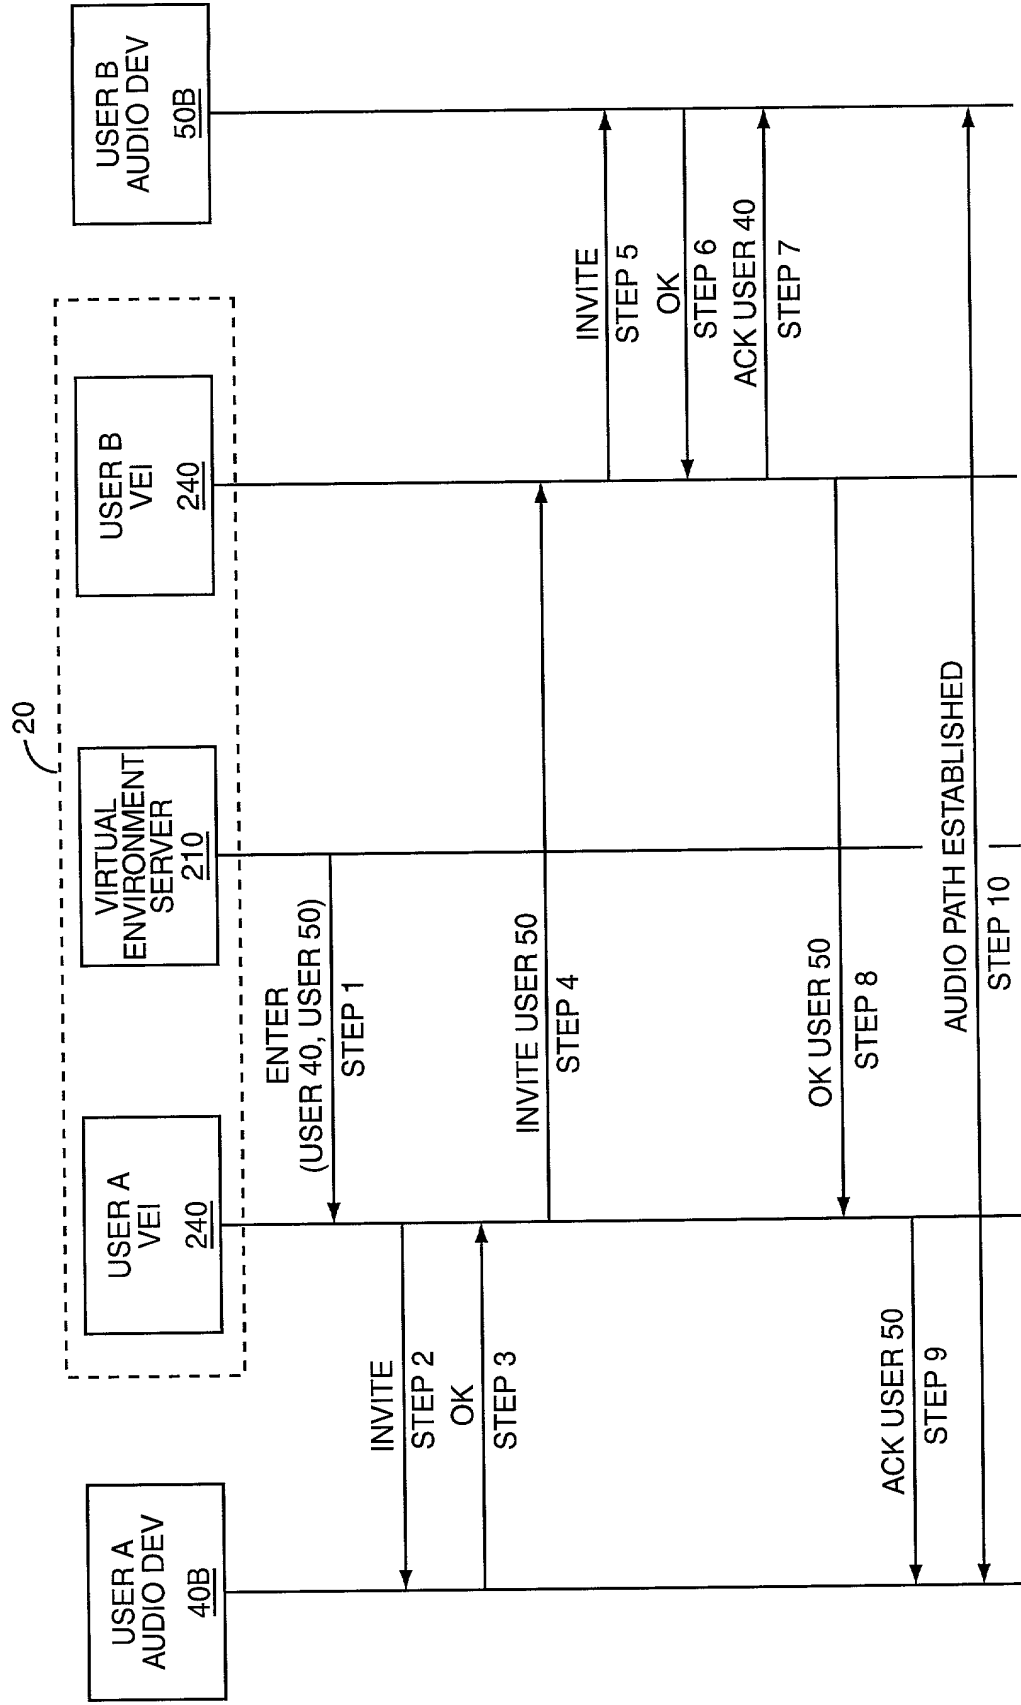 20
USER A
AUDIO DEV
40B
USER A
VEI
240
VIRTUAL
ENVIRONMENT
SERVER
210
USER B
VEI
240
USER B
AUDIO DEV
50B
ENTER
(USER 40, USER 50)
STEP 1
INVITE
STEP 2
OK
STEP 3
INVITE USER 50
STEP 4
INVITE
STEP 5
OK
STEP 6
ACK USER 40
STEP 7
OK USER 50
STEP 8
ACK USER 50
STEP 9
AUDIO PATH ESTABLISHED
STEP 10